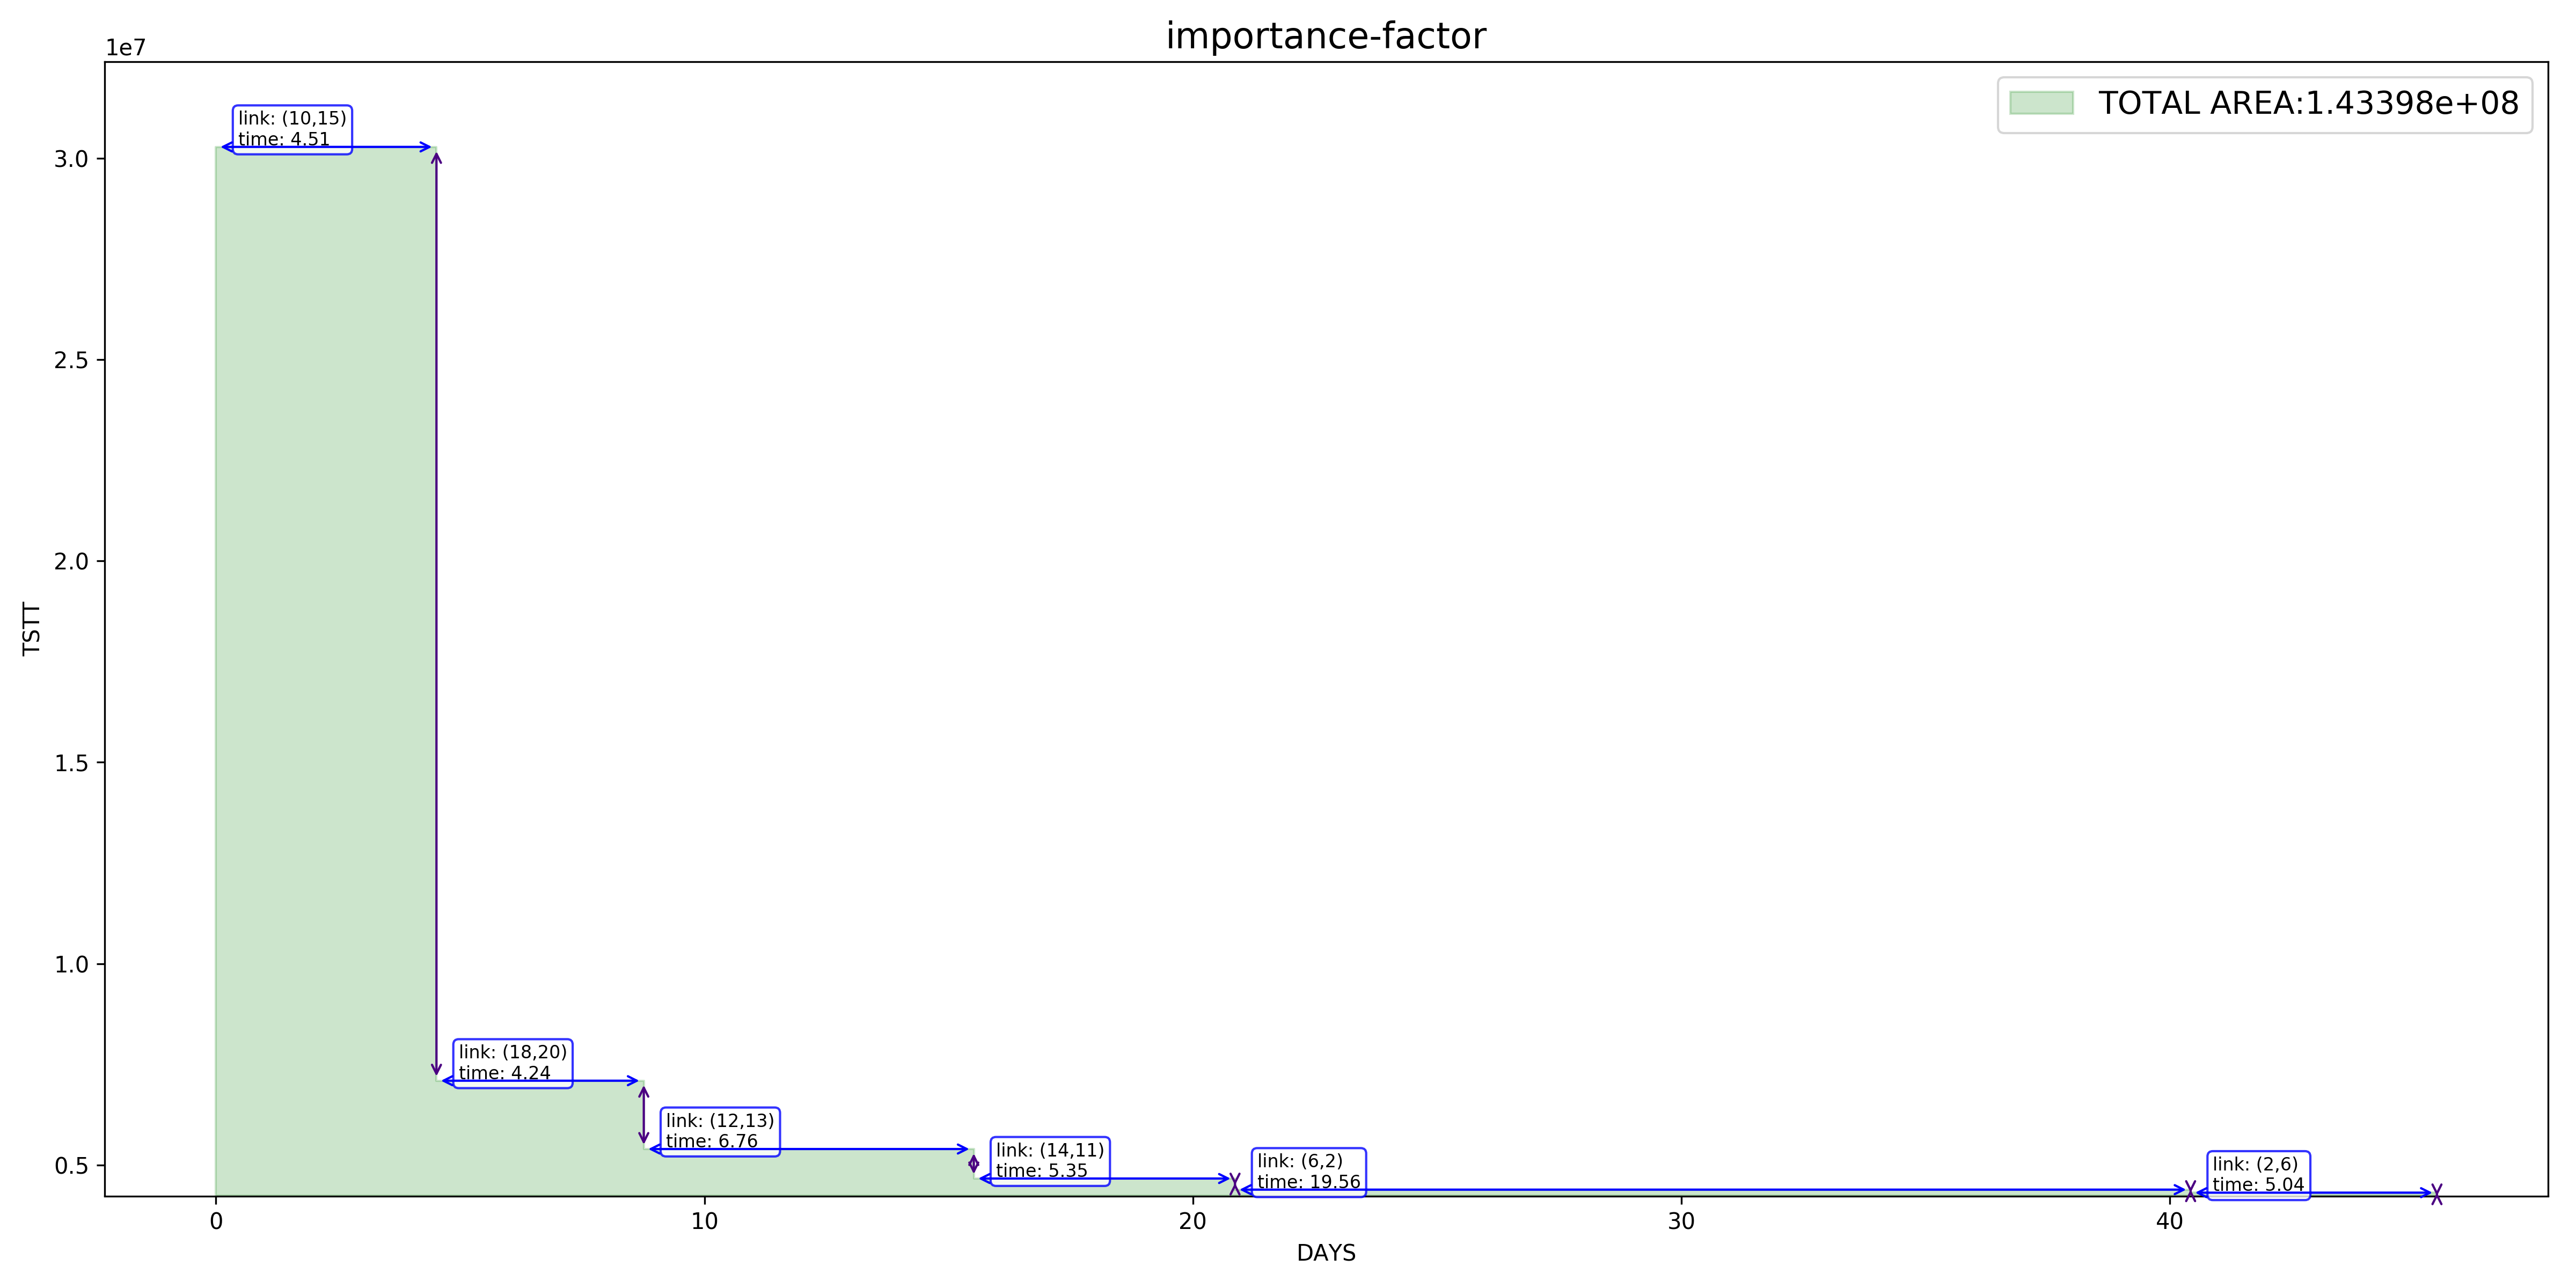 importance-factor
1e7
TOTAL AREA:1.43398e+08
link: (10,15)
time: 4.51
3.0
2.5
2.0
1.5
1.0
0.5
TSTT
link: (18,20)
time: 4.24
link: (12,13)
time: 6.76
link: (14,11)
time: 5.35
link: (6,2)
time: 19.56
link: (2,6)
time: 5.04
0
10
20
30
40
DAYS